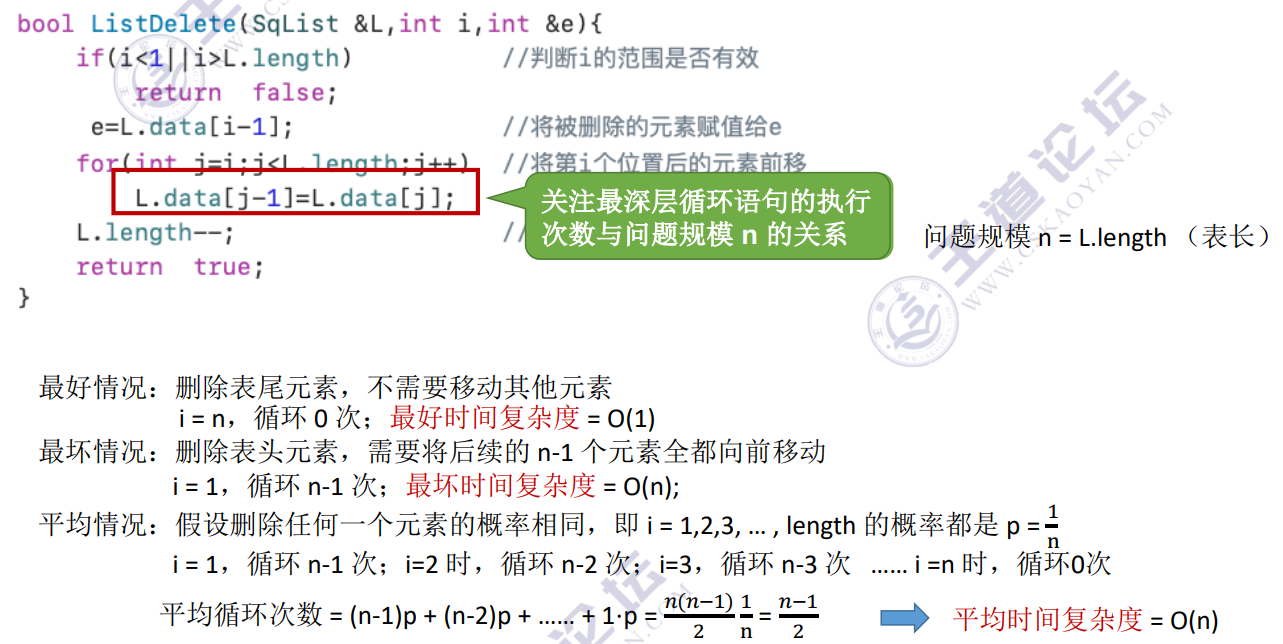 bool ListDelete(SqList &L,int i,int &e){
if(i<1||i>L.length) //判断i的范围是否有效
return false;
e=L.data[i-1]; //将被删除的元素赋值给e
for(int j=i;j<L.length;j++) //将第i个位置后的元素前移
L.data[j-1]=L.data[j];
关注最深层循环语句的执行
次数与问题规模 n 的关系
L.length--; //
return true;
}
问题规模 n = L.length （表长）
王道论坛
WWW.CSKAOYAN.COM
最好情况：删除表尾元素，不需要移动其他元素
i = n，循环 0 次；最好时间复杂度 = O(1)
最坏情况：删除表头元素，需要将后续的 n-1 个元素全都向前移动
i = 1，循环 n-1 次；最坏时间复杂度 = O(n);
平均情况：假设删除任何一个元素的概率相同，即 i = 1,2,3, … , length 的概率都是 p = 1/n
i = 1，循环 n-1 次；i=2 时，循环 n-2 次；i=3，循环 n-3 次 …… i =n 时，循环0次
平均循环次数 = (n-1)p + (n-2)p + …… + 1·p = n(n−1)/2 1/n = n−1/2 平均时间复杂度 = O(n)